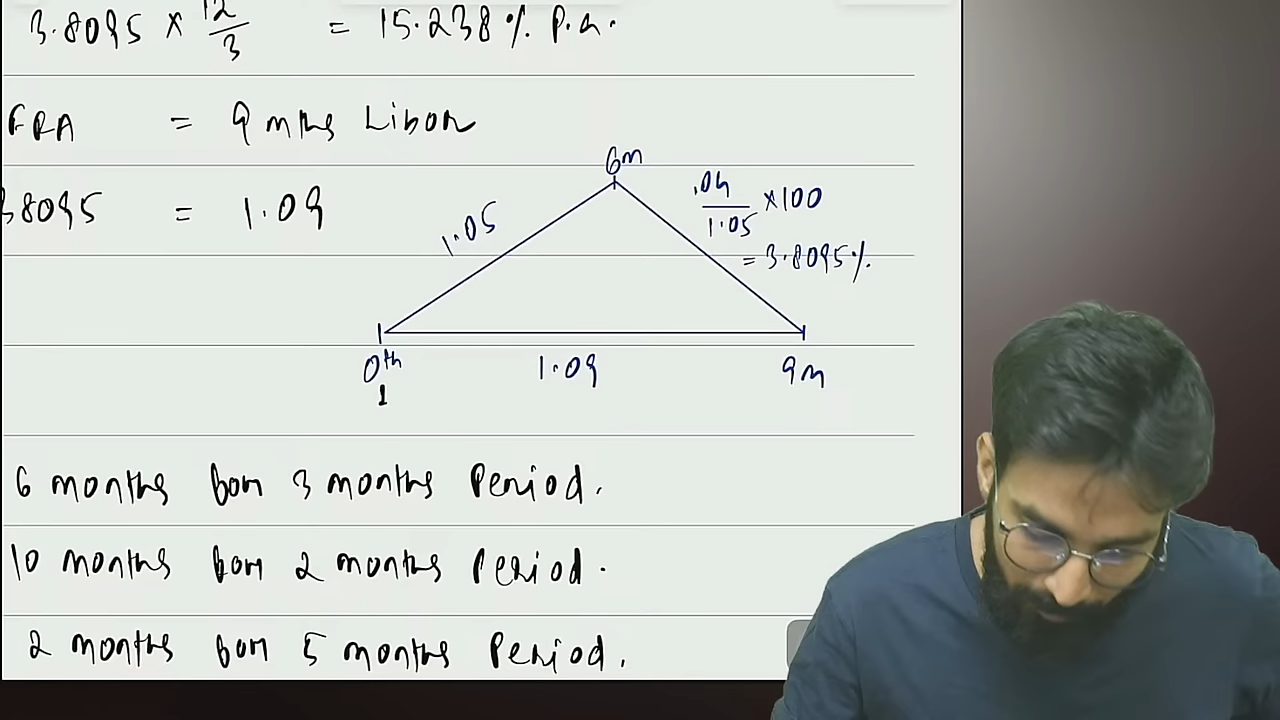 3.8095 × 12/3 = 15.238% P.a.
FRA = 9 mths Libor
38095 = 1.09
6m
1.05
.04/1.05 ×100
= 3.8095%
0th 1.09 9m
1
6 months for 3 months Period.
10 months for 2 months Period.
2 months for 5 months Period.